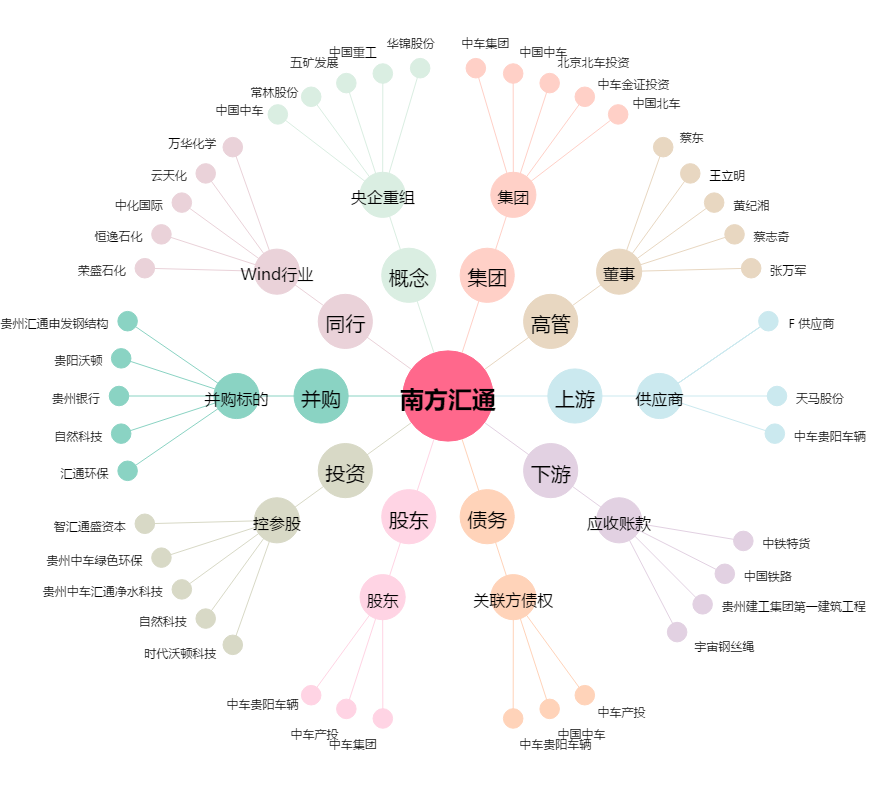 华锦股份
中车集团
中国重工
中国中车
五矿发展
北京北车投资
常林股份
中车金证投资
中国中车
中国北车
万华化学
蔡东
云天化
王立明
央企重组
集团
中化国际
黄纪湘
恒逸石化
蔡志奇
荣盛石化
Wind行业
概念
集团
董事
张万军
贵州汇通申发钢结构
同行
高管
F 供应商
贵阳沃顿
贵州银行
并购标的
并购
南方汇通
上游
供应商
天马股份
自然科技
中车贵阳车辆
汇通环保
投资
下游
智汇通盛资本
控参股
股东
债务
应收账款
中铁特货
贵州中车绿色环保
中国铁路
贵州中车汇通净水科技
股东
关联方债权
贵州建工集团第一建筑工程
自然科技
宇宙钢丝绳
时代沃顿科技
中车贵阳车辆
中车产投
中车产投
中国中车
中车集团
中车贵阳车辆